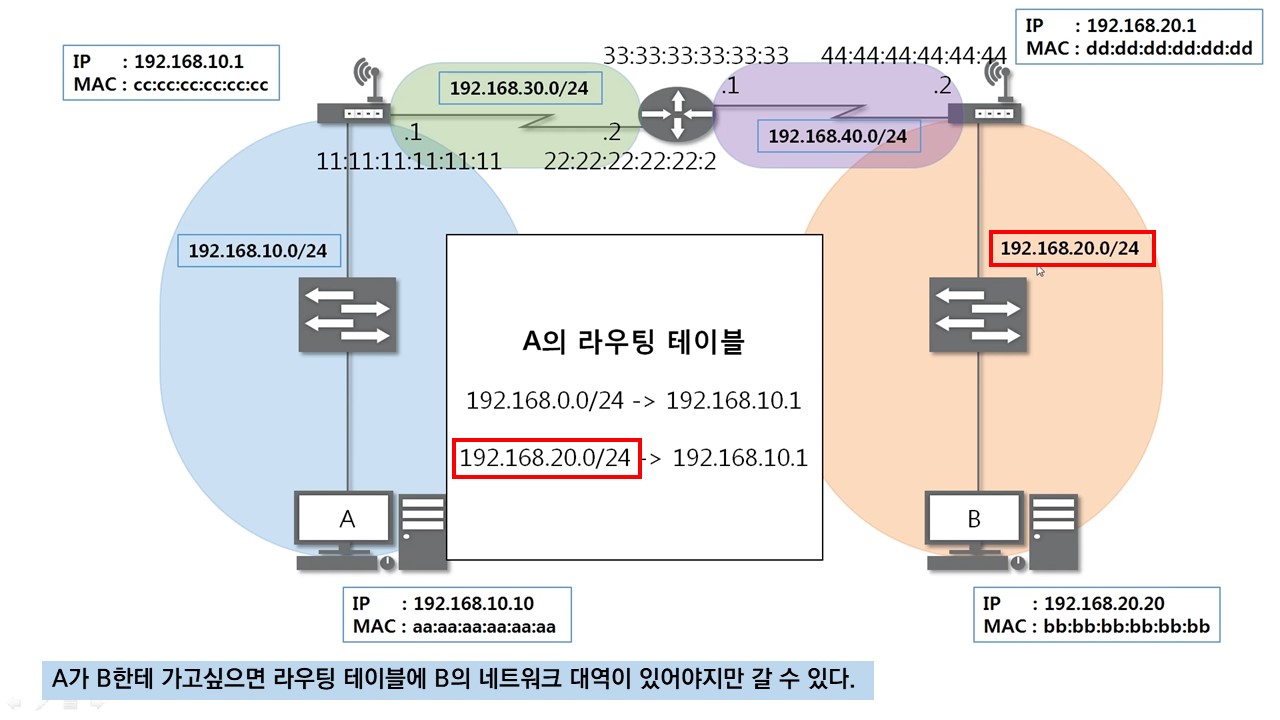 IP : 192.168.10.1
MAC : cc:cc:cc:cc:cc:cc
33:33:33:33:33:33
44:44:44:44:44:44
IP : 192.168.20.1
MAC : dd:dd:dd:dd:dd:dd
192.168.30.0/24
.1
.2
.1
.2
192.168.40.0/24
11:11:11:11:11:11
22:22:22:22:22:2
192.168.10.0/24
192.168.20.0/24
A의 라우팅 테이블
192.168.0.0/24 -> 192.168.10.1
192.168.20.0/24 -> 192.168.10.1
A
B
IP : 192.168.10.10
MAC : aa:aa:aa:aa:aa:aa
IP : 192.168.20.20
MAC : bb:bb:bb:bb:bb:bb
A가 B한테 가고싶으면 라우팅 테이블에 B의 네트워크 대역이 있어야지만 갈 수 있다.